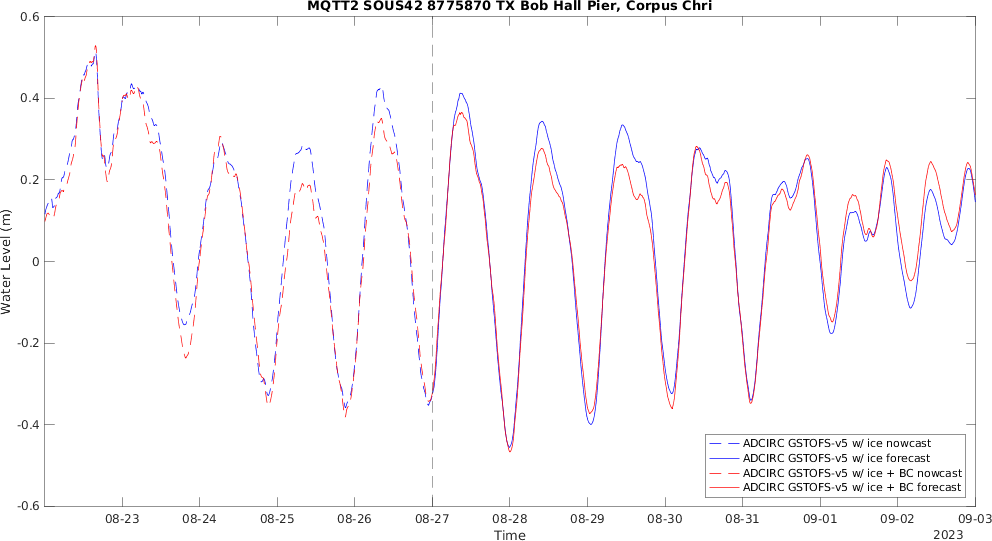 MQTT2 SOUS42 8775870 TX Bob Hall Pier, Corpus Chri
Water Level (m)
0.6
0.4
0.2
0
-0.2
-0.4
-0.6
ADCIRC GSTOFS-v5 w/ ice nowcast
ADCIRC GSTOFS-v5 w/ ice forecast
ADCIRC GSTOFS-v5 w/ ice + BC nowcast
ADCIRC GSTOFS-v5 w/ ice + BC forecast
08-23 08-24 08-25 08-26 08-27 08-28 08-29 08-30 08-31 09-01 09-02 09-03
Time
2023